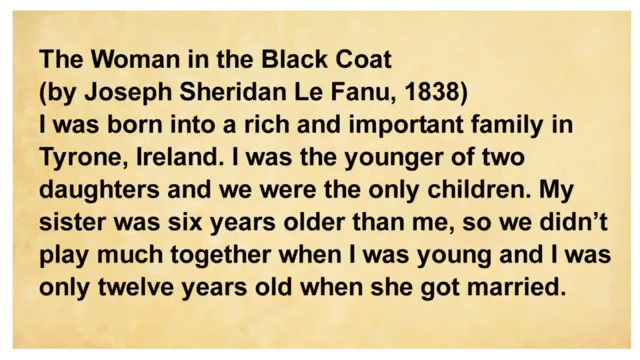 The Woman in the Black Coat
(by Joseph Sheridan Le Fanu, 1838)
I was born into a rich and important family in
Tyrone, Ireland. I was the younger of two
daughters and we were the only children. My
sister was six years older than me, so we didn’t
play much together when I was young and I was
only twelve years old when she got married.